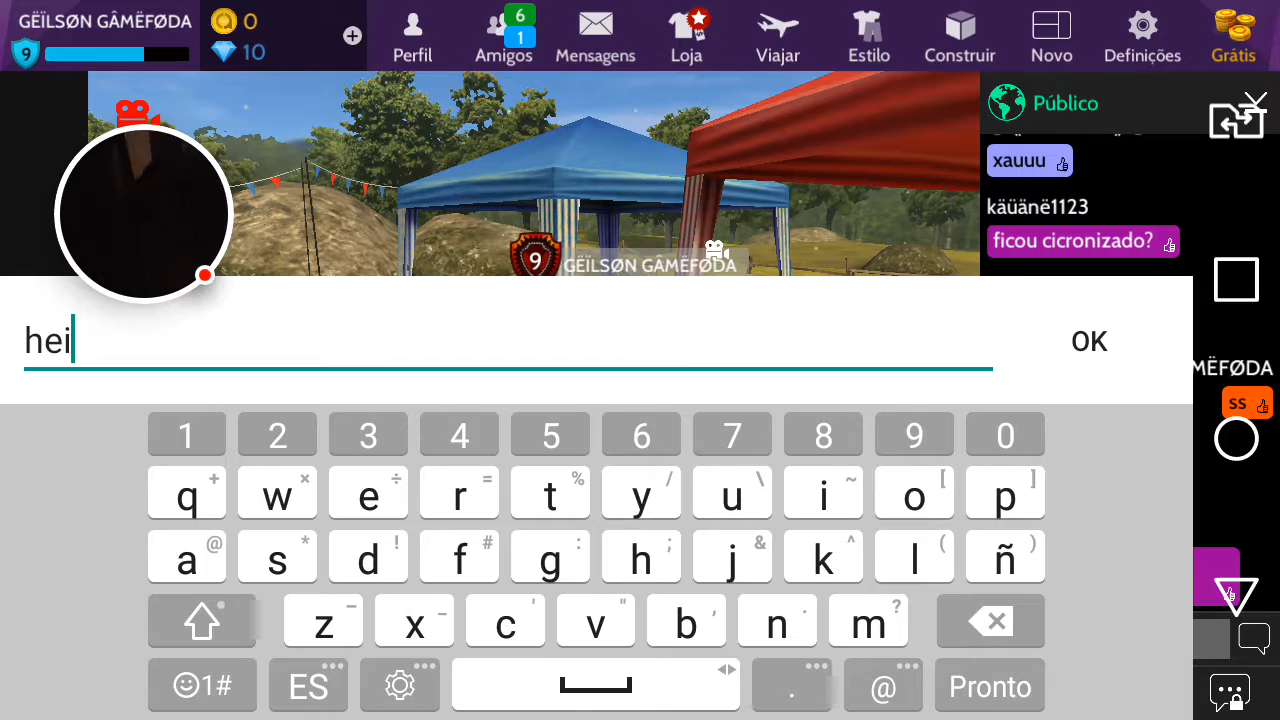 GËÏLSØN GÂMËFØDA
9
0
10
6
1
Perfil
Amigos
Mensagens
Loja
Viajar
Estilo
Construir
Novo
Definições
Grátis
Público
xauuu
käüänë1123
ficou cicronizado?
9
GËÏLSØN GÂMËFØDA
hei
OK
MËFØDA
ss
1 2 3 4 5 6 7 8 9 0
q + w × e ÷ r = t % y / u \ i ~ o [ p ]
a @ s * d ! f # g : h ; j & k ^ l ( ñ )
z – x _ c ' v " b , n . m ?
1# ES . @ Pronto